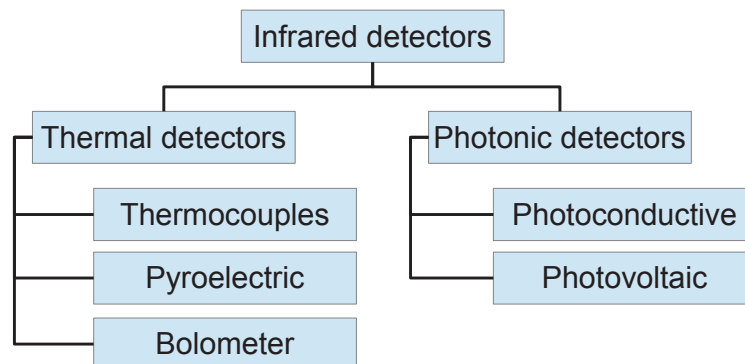 Infrared detectors
Thermal detectors
Thermocouples
Pyroelectric
Bolometer
Photonic detectors
Photoconductive
Photovoltaic